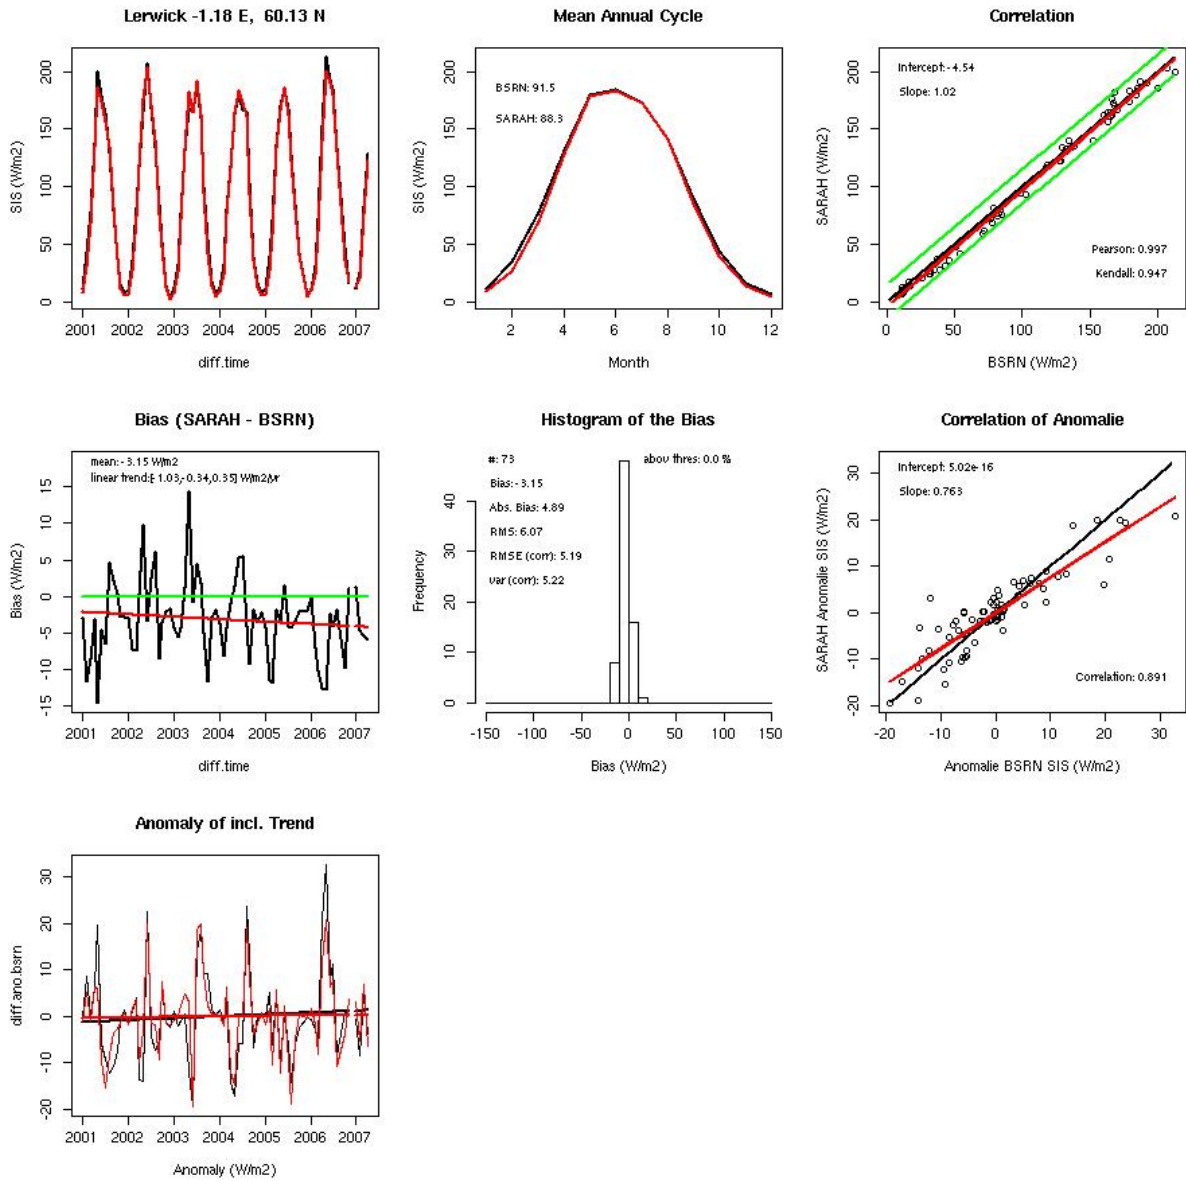 Lerwick -1.18 E, 60.13 N
SIS (W/m2)
200
150
100
50
0
2001 2002 2003 2004 2005 2006 2007
diff.time
Mean Annual Cycle
BSRN: 91.5
SARAH: 88.3
SIS (W/m2)
200
150
100
50
0
2 4 6 8 10 12
Month
Correlation
Intercept: -4.54
Slope: 1.02
SARAH (W/m2)
200
150
100
50
0
Pearson: 0.997
Kendall: 0.947
0 50 100 150 200
BSRN (W/m2)
Bias (SARAH - BSRN)
mean: -3.15 W/m2
linear trend:[-1.03,-0.34,0.35] W/m2/yr
Bias (W/m2)
15
10
5
0
-5
-10
-15
2001 2002 2003 2004 2005 2006 2007
diff.time
Histogram of the Bias
#: 73
abov thres: 0.0 %
Bias: -3.15
Abs. Bias: 4.89
RMS: 6.07
RMSE (corr): 5.19
var (corr): 5.22
Frequency
40
30
20
10
0
-150 -100 -50 0 50 100 150
Bias (W/m2)
Correlation of Anomalie
Intercept: 5.02e-16
Slope: 0.763
SARAH Anomalie SIS (W/m2)
30
20
10
0
-10
-20
Correlation: 0.891
-20 -10 0 10 20 30
Anomalie BSRN SIS (W/m2)
Anomaly of incl. Trend
diff.ano.bsrn
30
20
10
0
-10
-20
2001 2002 2003 2004 2005 2006 2007
Anomaly (W/m2)